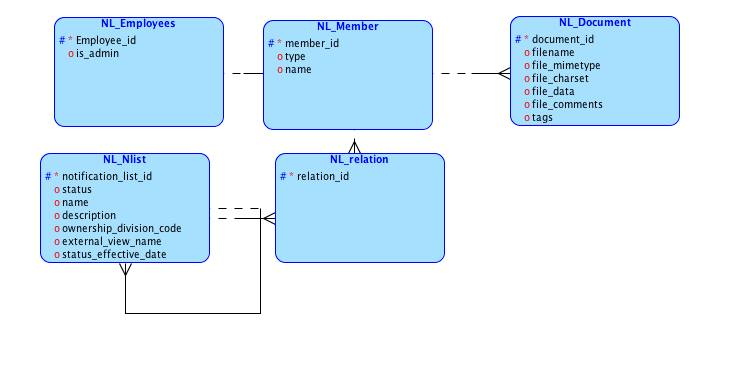 NL_Employees
# * Employee_id
o is_admin
NL_Member
# * member_id
o type
o name
NL_Document
# * document_id
o filename
o file_mimetype
o file_charset
o file_data
o file_comments
o tags
NL_Nlist
# * notification_list_id
o status
o name
o description
o ownership_division_code
o external_view_name
o status_effective_date
NL_relation
# * relation_id